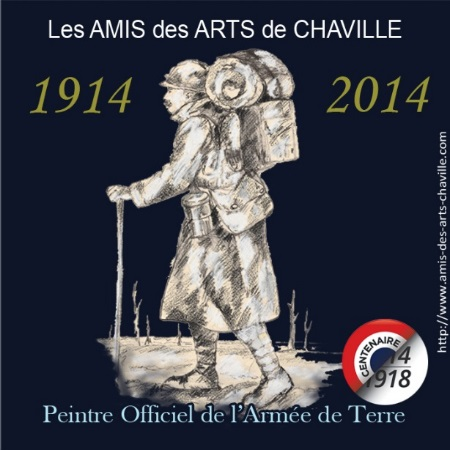 Les AMIS des ARTS de CHAVILLE
1914 2014
http://www.amis-des-arts-chaville.com
CENTENAIRE
14
1918
Peintre Officiel de l'Armée de Terre